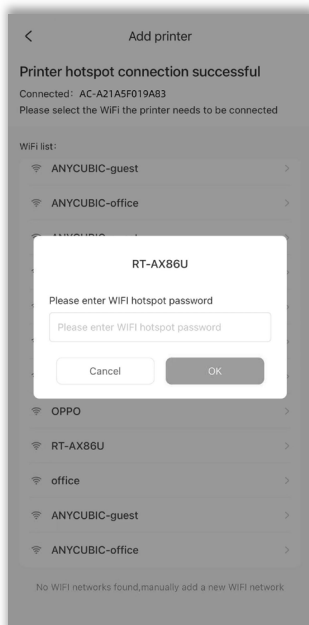 Add printer
Printer hotspot connection successful
Connected: AC-A21A5F019A83
Please select the WiFi the printer needs to be connected
WiFi list:
ANYCUBIC-guest
ANYCUBIC-office
RT-AX86U
Please enter WIFI hotspot password
Please enter WIFI hotspot password
Cancel
OK
OPPO
RT-AX86U
office
ANYCUBIC-guest
ANYCUBIC-office
No WIFI networks found,manually add a new WIFI network